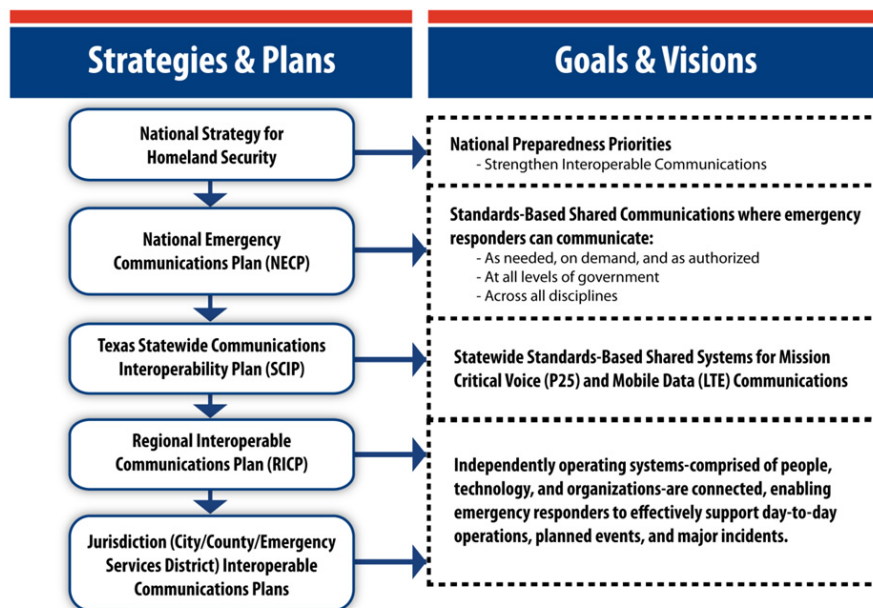 Strategies & Plans
Goals & Visions
National Strategy for
Homeland Security
National Preparedness Priorities
- Strengthen Interoperable Communications
National Emergency
Communications Plan (NECP)
Standards-Based Shared Communications where emergency
responders can communicate:
- As needed, on demand, and as authorized
- At all levels of government
- Across all disciplines
Texas Statewide Communications
Interoperability Plan (SCIP)
Statewide Standards-Based Shared Systems for Mission
Critical Voice (P25) and Mobile Data (LTE) Communications
Regional Interoperable
Communications Plan (RICP)
Independently operating systems-comprised of people,
technology, and organizations-are connected, enabling
emergency responders to effectively support day-to-day
operations, planned events, and major incidents.
Jurisdiction (City/County/Emergency
Services District) Interoperable
Communications Plans